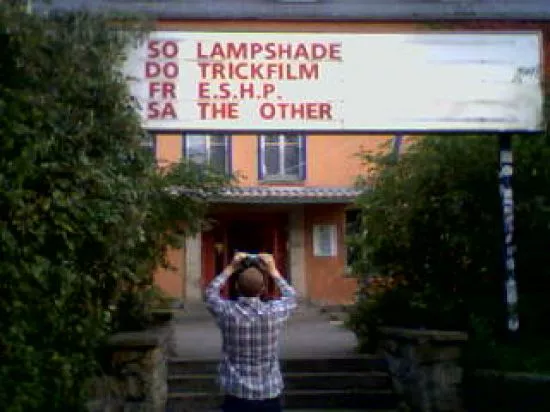 SO LAMPSHADE
DO TRICKFILM
FR E.S.H.P.
SA THE OTHER